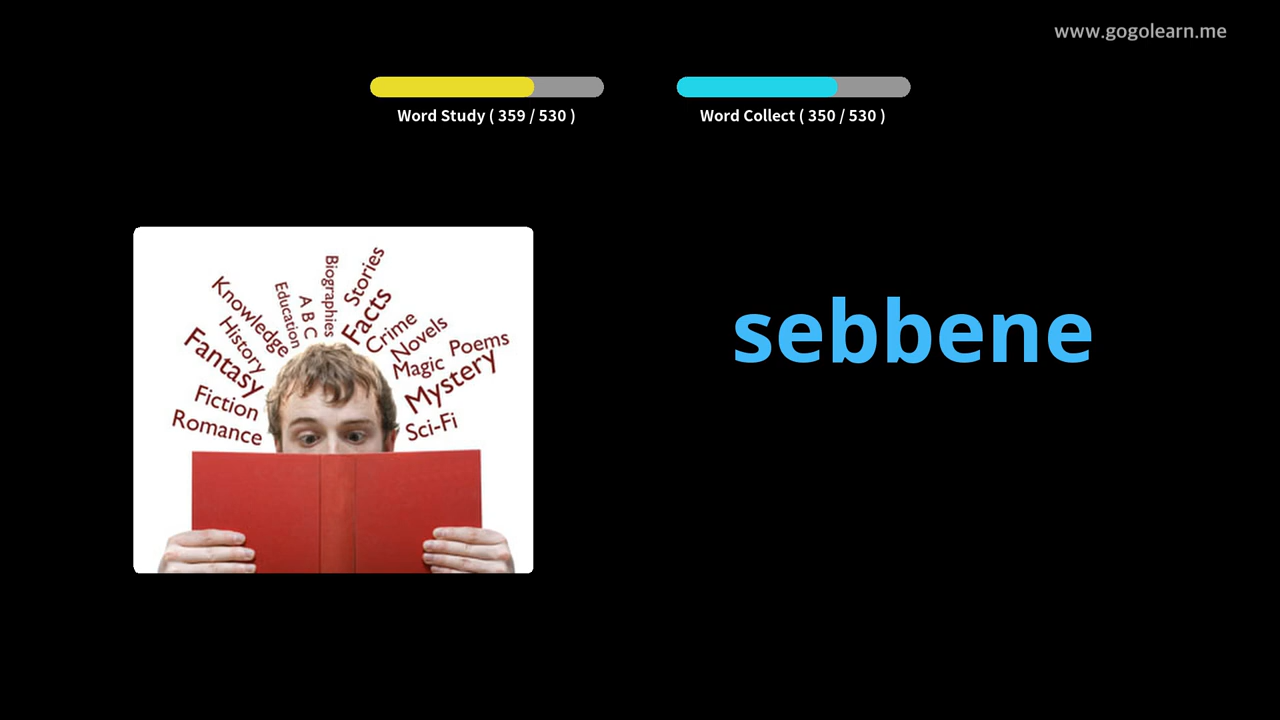 www.gogolearn.me
Word Study ( 359 / 530 )
Word Collect ( 350 / 530 )
Knowledge
History
Fantasy
Fiction
Romance
Education
A B C
Biographies
Stories
Facts
Crime
Novels
Magic
Poems
Mystery
Sci-Fi
sebbene